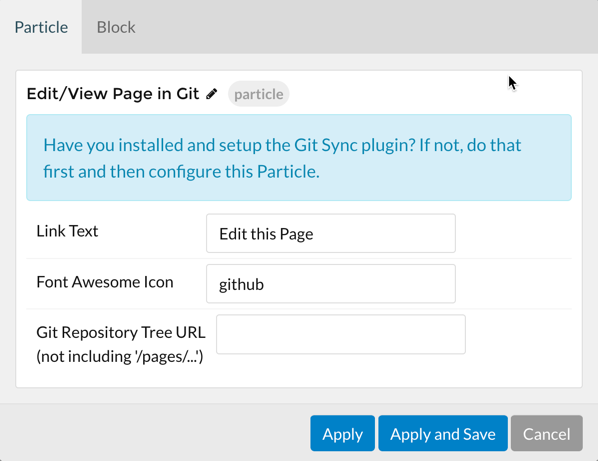 Particle Block
Edit/View Page in Git particle
Have you installed and setup the Git Sync plugin? If not, do that
first and then configure this Particle.
Link Text Edit this Page
Font Awesome Icon github
Git Repository Tree URL
(not including '/pages/...')
Apply Apply and Save Cancel